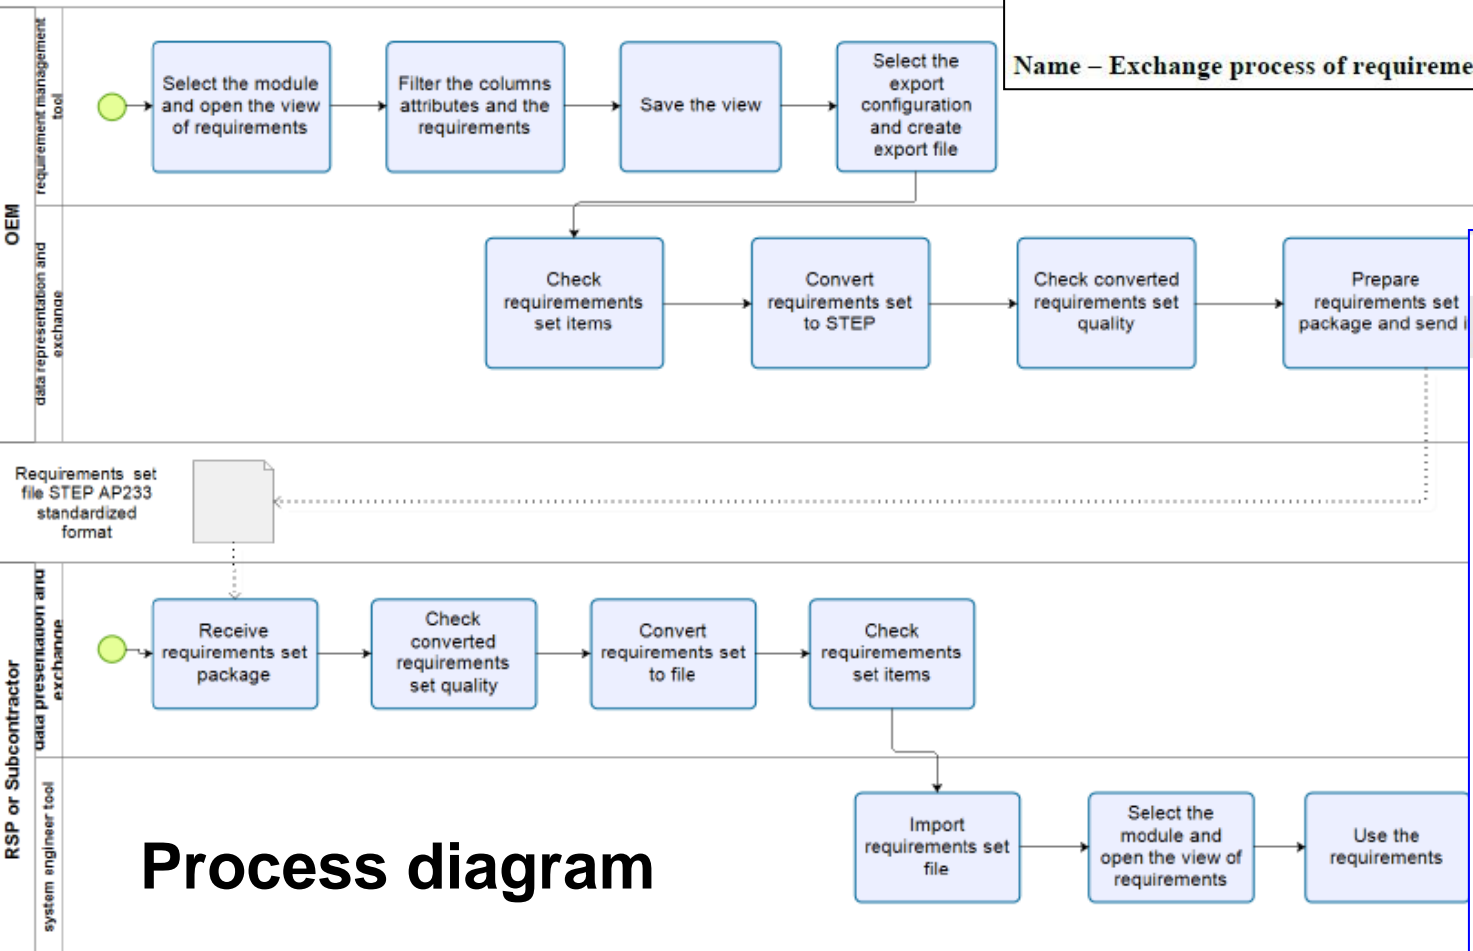 Name – Exchange process of requireme
OEM
requirement management
tool
Select the module
and open the view
of requirements
Filter the columns
attributes and the
requirements
Save the view
Select the
export
configuration
and create
export file
data representation and
exchange
Check
requiremements
set items
Convert
requirements set
to STEP
Check converted
requirements set
quality
Prepare
requirements set
package and send i
Requirements set
file STEP AP233
standardized
format
RSP or Subcontractor
data presentation and
exchange
Receive
requirements set
package
Check
converted
requirements
set quality
Convert
requirements set
to file
Check
requiremements
set items
system engineer tool
Import
requirements set
file
Select the
module and
open the view of
requirements
Use the
requirements
Process diagram